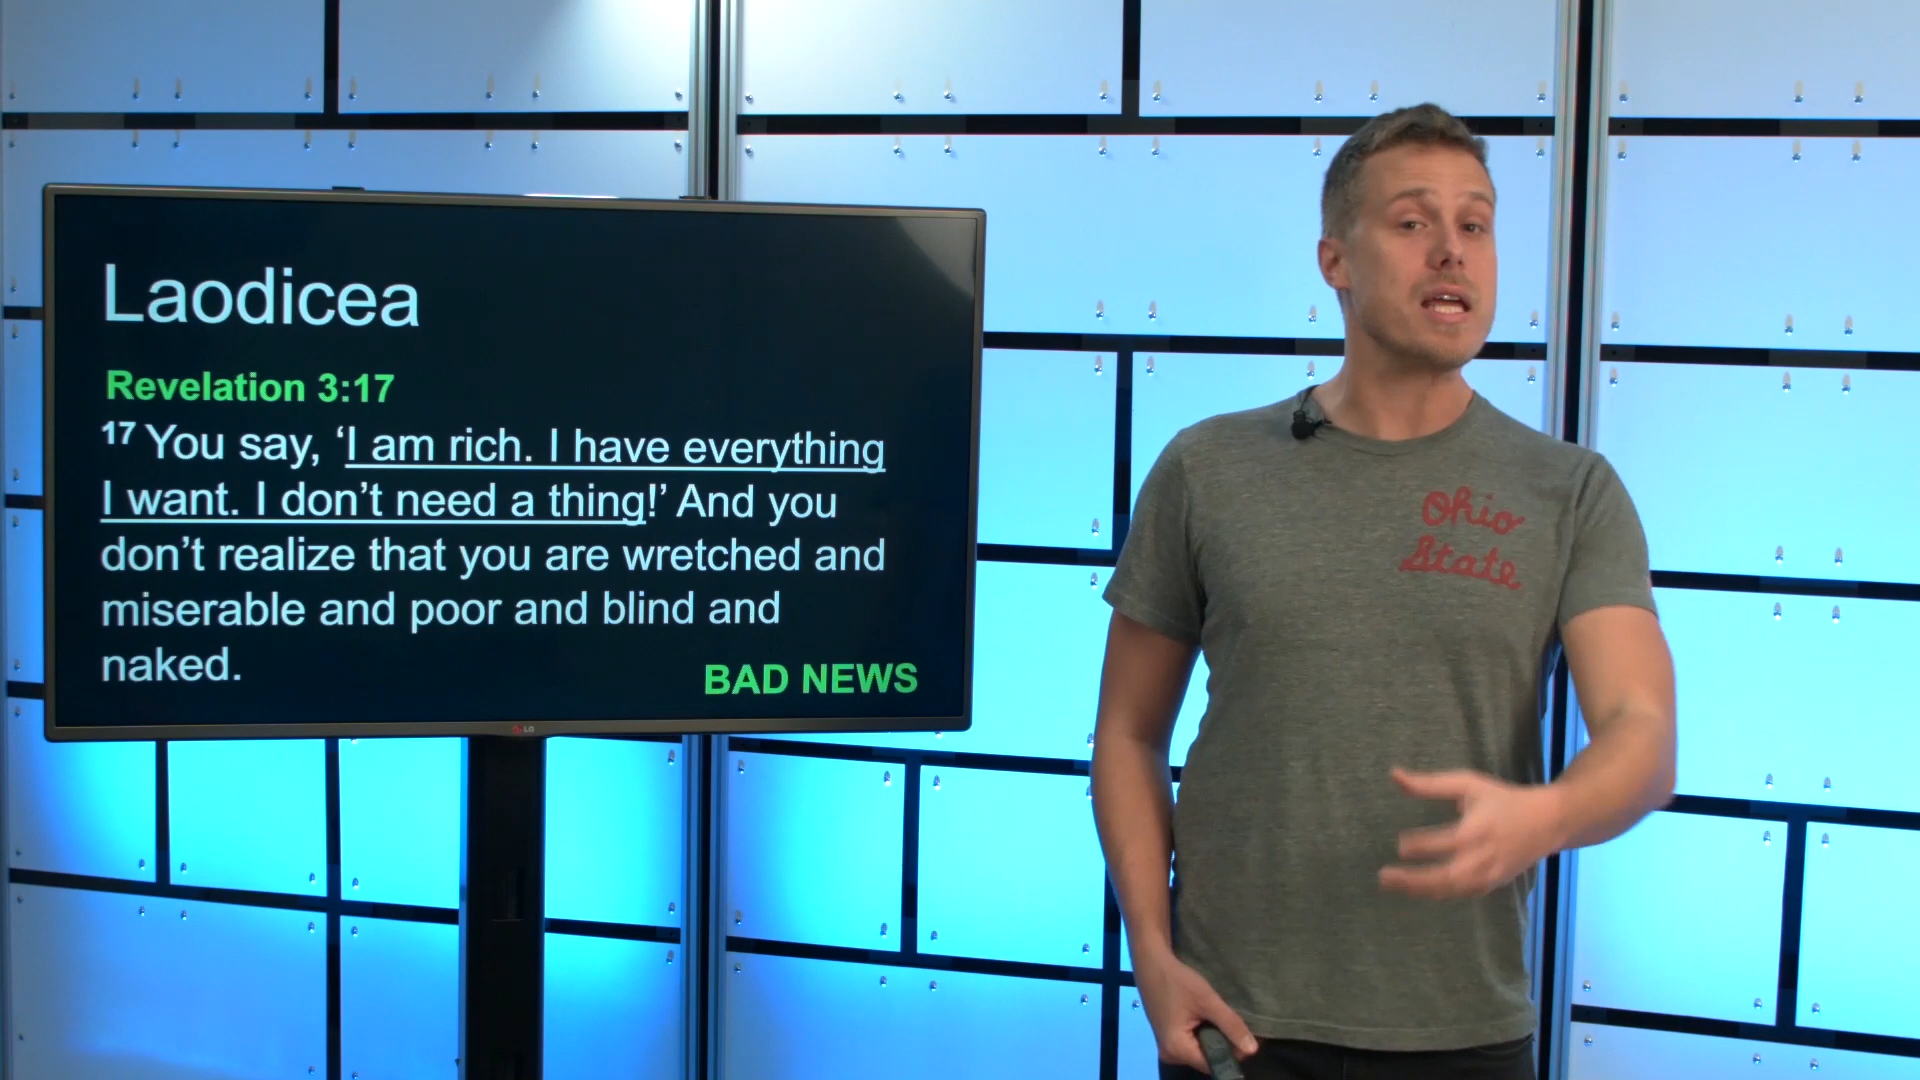 Laodicea
Revelation 3:17
17 You say, ‘I am rich. I have everything
I want. I don’t need a thing!’ And you
don’t realize that you are wretched and
miserable and poor and blind and
naked.
BAD NEWS
LG
Ohio
State